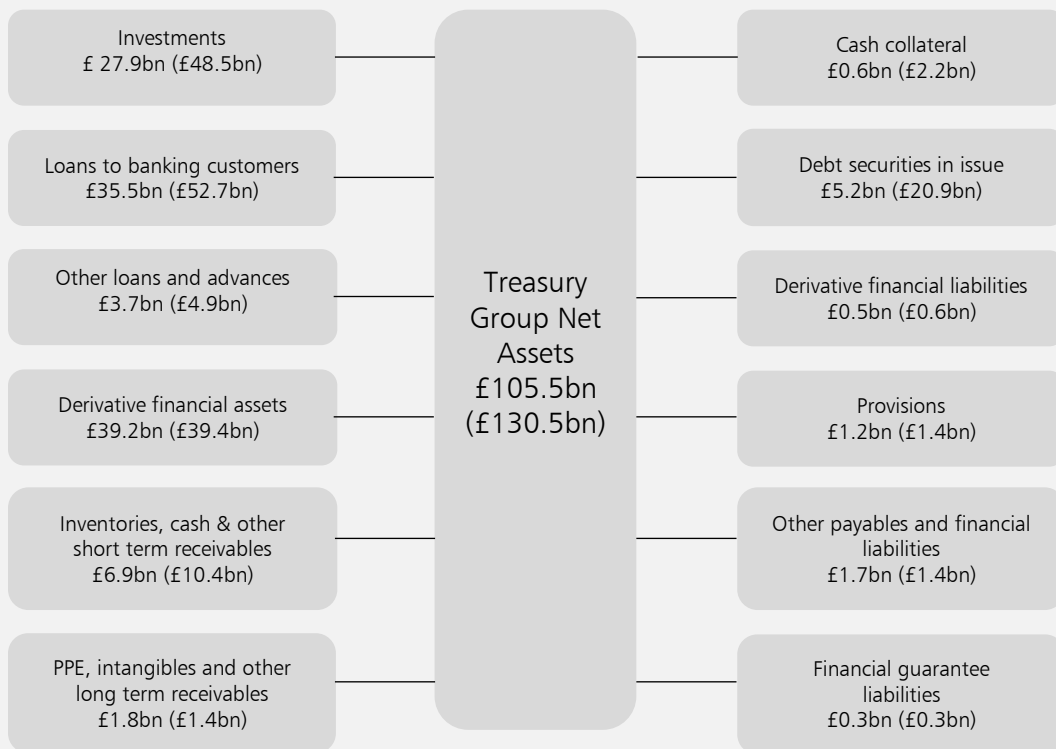 Investments
£ 27.9bn (£48.5bn)
Loans to banking customers
£35.5bn (£52.7bn)
Other loans and advances
£3.7bn (£4.9bn)
Derivative financial assets
£39.2bn (£39.4bn)
Inventories, cash & other
short term receivables
£6.9bn (£10.4bn)
PPE, intangibles and other
long term receivables
£1.8bn (£1.4bn)
Treasury
Group Net
Assets
£105.5bn
(£130.5bn)
Cash collateral
£0.6bn (£2.2bn)
Debt securities in issue
£5.2bn (£20.9bn)
Derivative financial liabilities
£0.5bn (£0.6bn)
Provisions
£1.2bn (£1.4bn)
Other payables and financial
liabilities
£1.7bn (£1.4bn)
Financial guarantee
liabilities
£0.3bn (£0.3bn)